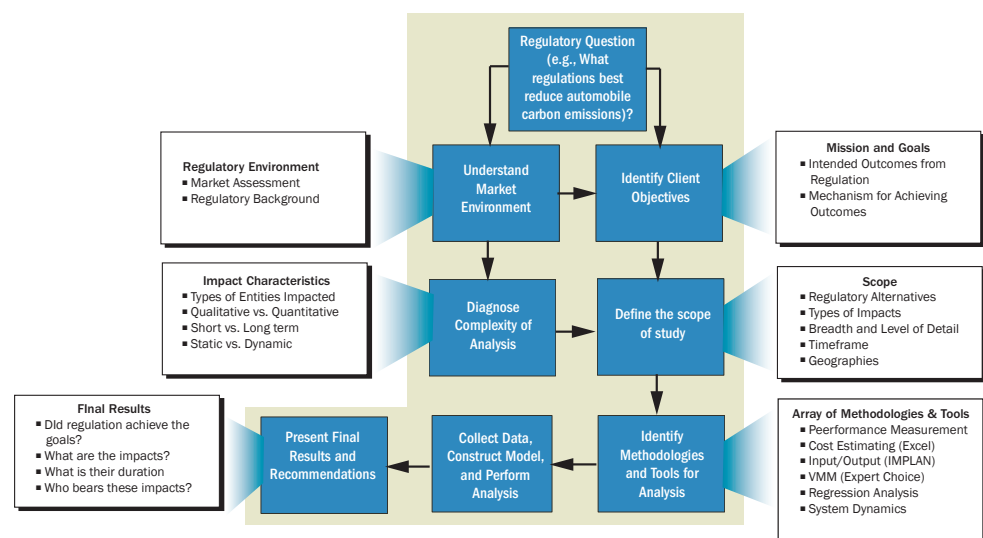 Regulatory Question
(e.g., What
regulations best
reduce automobile
carbon emissions)?
Regulatory Environment
▪ Market Assessment
▪ Regulatory Background
Understand
Market
Environment
Identify Client
Objectives
Mission and Goals
▪ Intended Outcomes from
Regulation
▪ Mechanism for Achieving
Outcomes
Impact Characteristics
▪ Types of Entities Impacted
▪ Qualitative vs. Quantitative
▪ Short vs. Long term
▪ Static vs. Dynamic
Diagnose
Complexity of
Analysis
Define the scope
of study
Scope
▪ Regulatory Alternatives
▪ Types of Impacts
▪ Breadth and Level of Detail
▪ Timeframe
▪ Geographies
FInal Results
▪ DId regulation achieve the
goals?
▪ What are the impacts?
▪ What is their duration
▪ Who bears these impacts?
Present Final
Results and
Recommendations
Collect Data,
Construct Model,
and Perform
Analysis
Identify
Methodologies
and Tools for
Analysis
Array of Methodologies & Tools
▪ Peerformance Measurement
▪ Cost Estimating (Excel)
▪ Input/Output (IMPLAN)
▪ VMM (Expert Choice)
▪ Regression Analysis
▪ System Dynamics